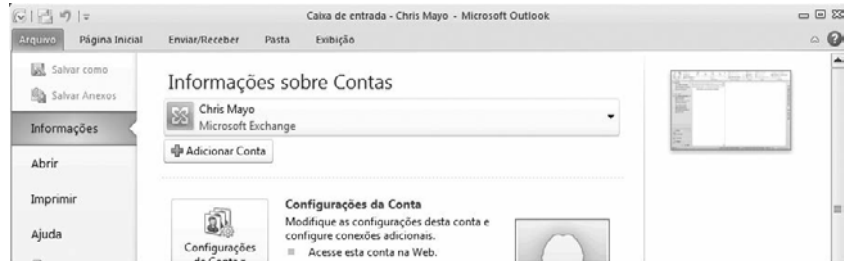 Caixa de entrada - Chris Mayo - Microsoft Outlook
Arquivo Página Inicial Enviar/Receber Pasta Exibição
Salvar como
Salvar Anexos
Informações
Abrir
Imprimir
Ajuda
Informações sobre Contas
Chris Mayo
Microsoft Exchange
Adicionar Conta
Configurações
da Conta
Configurações da Conta
Modifique as configurações desta conta e
configure conexões adicionais.
Acesse esta conta na Web.